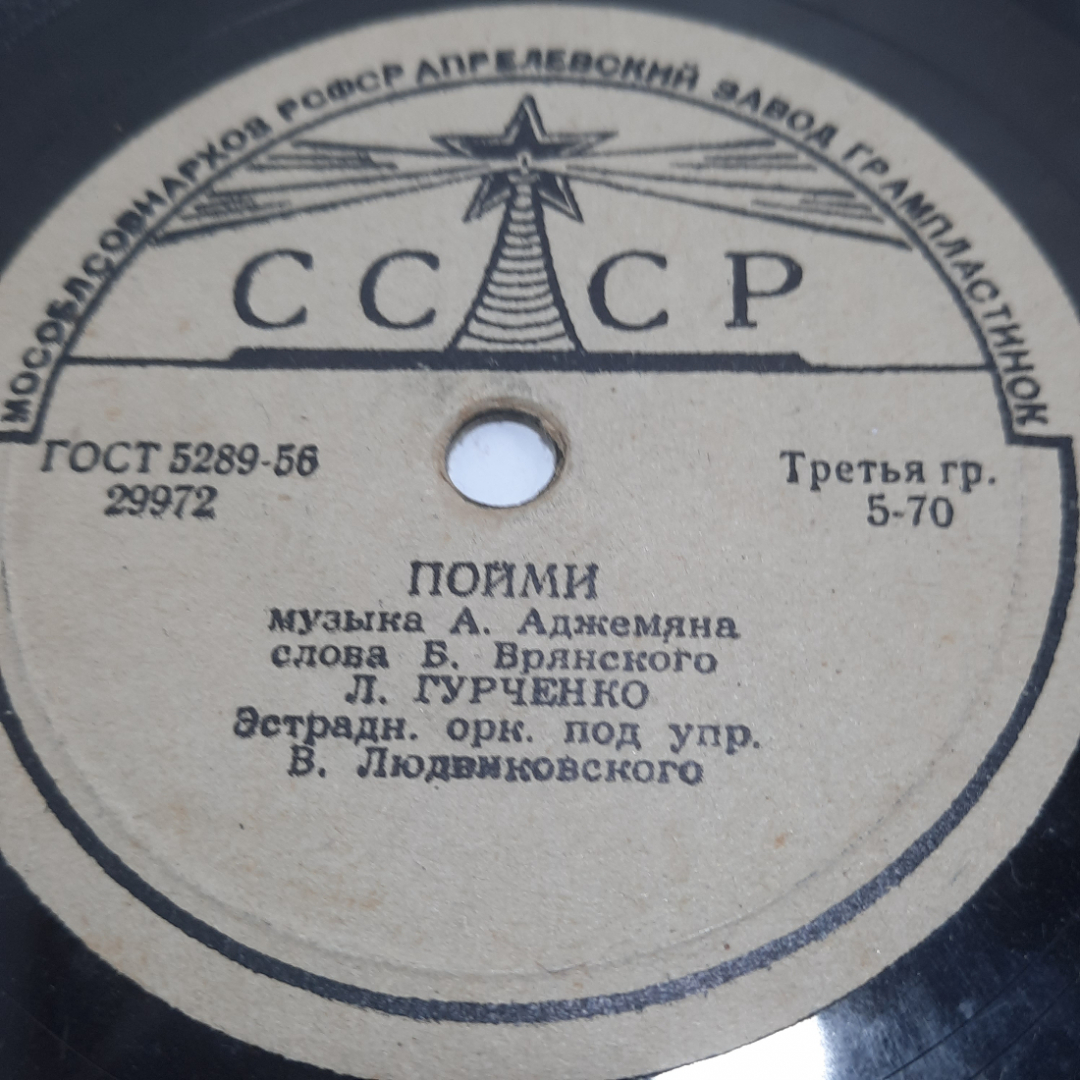 МОСОБЛСОВНАРХОЗ РСФСР АПРЕЛЕВСКИЙ ЗАВОД ГРАМПЛАСТИНОК
СССР
ГОСТ 5289-56
29972
Третья гр.
5-70
ПОЙМИ
музыка А. Аджемяна
слова Б. Врянского
Л. ГУРЧЕНКО
Эстрадн. орк. под упр.
В. Людвиковского